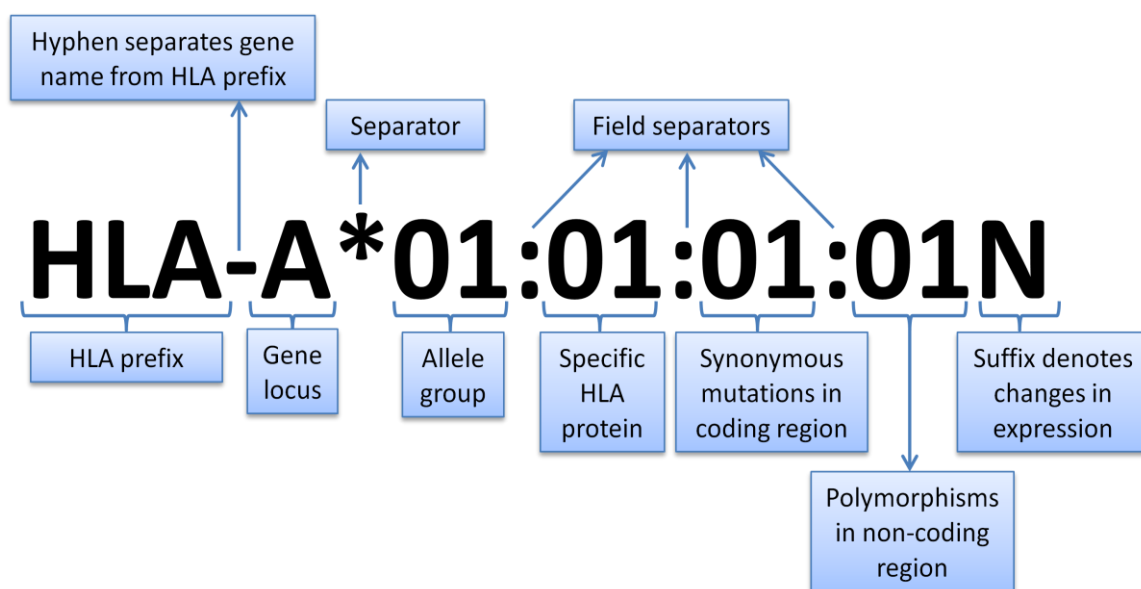 Hyphen separates gene
name from HLA prefix
Separator
Field separators
HLA-A*01:01:01:01N
HLA prefix
Gene
locus
Allele
group
Specific
HLA
protein
Synonymous
mutations in
coding region
Suffix denotes
changes in
expression
Polymorphisms
in non-coding
region